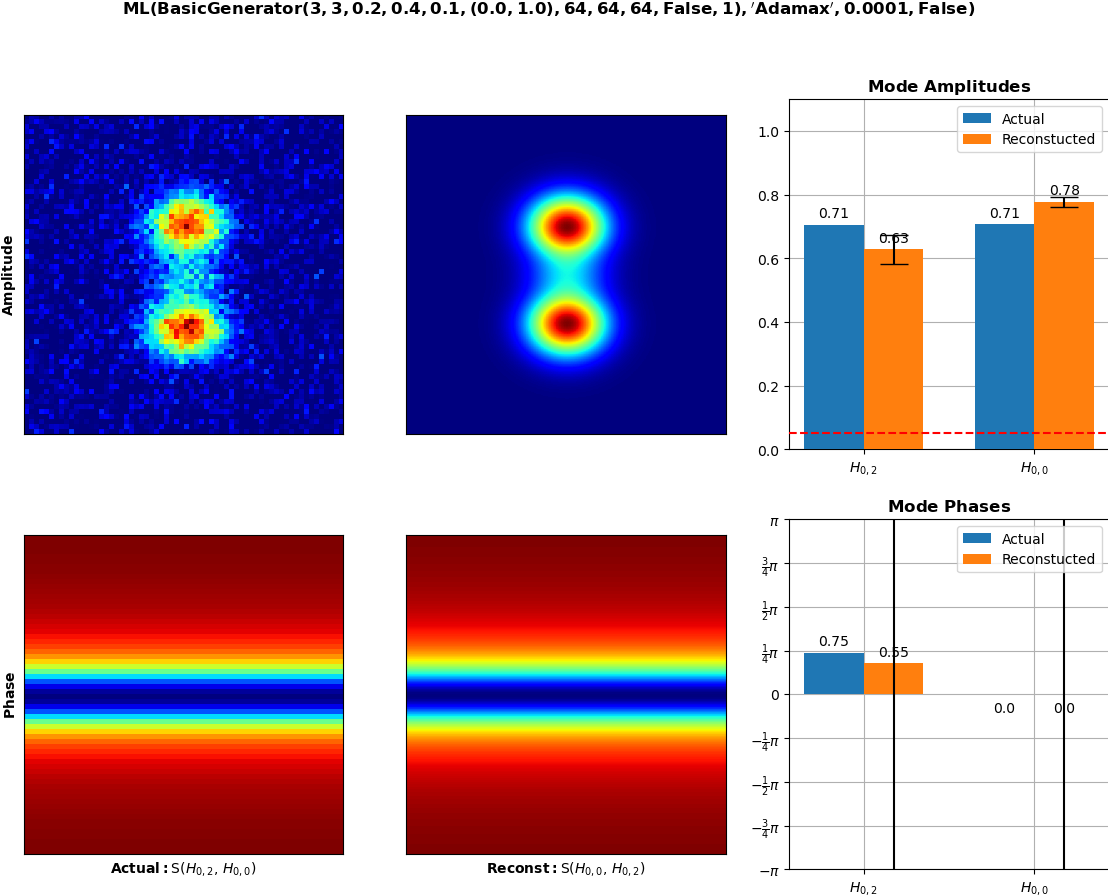 ML(BasicGenerator(3, 3, 0.2, 0.4, 0.1, (0.0, 1.0), 64, 64, 64, False, 1), 'Adamax', 0.0001, False)
Amplitude
Mode Amplitudes
Actual
Reconstucted
1.0
0.8
0.6
0.4
0.2
0.0
0.71
0.63
0.71
0.78
H0, 2
H0, 0
Phase
Actual: S(H0, 2, H0, 0)
Reconst: S(H0, 0, H0, 2)
Mode Phases
Actual
Reconstucted
π
3/4π
1/2π
1/4π
0
−1/4π
−1/2π
−3/4π
−π
0.75
0.55
0.0
0.0
H0, 2
H0, 0